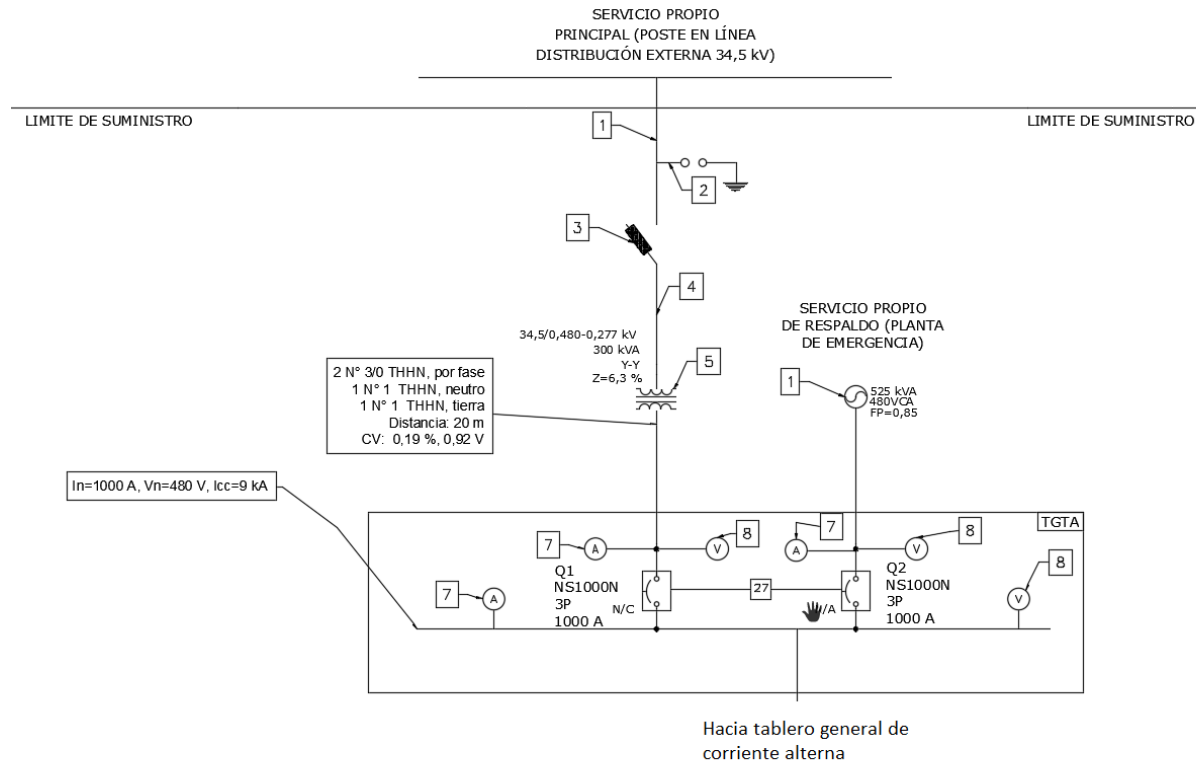 SERVICIO PROPIO
PRINCIPAL (POSTE EN LÍNEA
DISTRIBUCIÓN EXTERNA 34,5 kV)
LIMITE DE SUMINISTRO
LIMITE DE SUMINISTRO
1
2
3
4
34,5/0,480-0,277 kV
300 kVA
Y-Y
Z=6,3 %
5
SERVICIO PROPIO
DE RESPALDO (PLANTA
DE EMERGENCIA)
1
525 kVA
480VCA
FP=0,85
2 N° 3/0 THHN, por fase
1 N° 1 THHN, neutro
1 N° 1 THHN, tierra
Distancia: 20 m
CV: 0,19 %, 0,92 V
In=1000 A, Vn=480 V, Icc=9 kA
TGTA
7
A
V
8
7
A
V
8
Q1
NS1000N
3P
1000 A
N/C
27
/A
Q2
NS1000N
3P
1000 A
7
A
V
8
Hacia tablero general de
corriente alterna